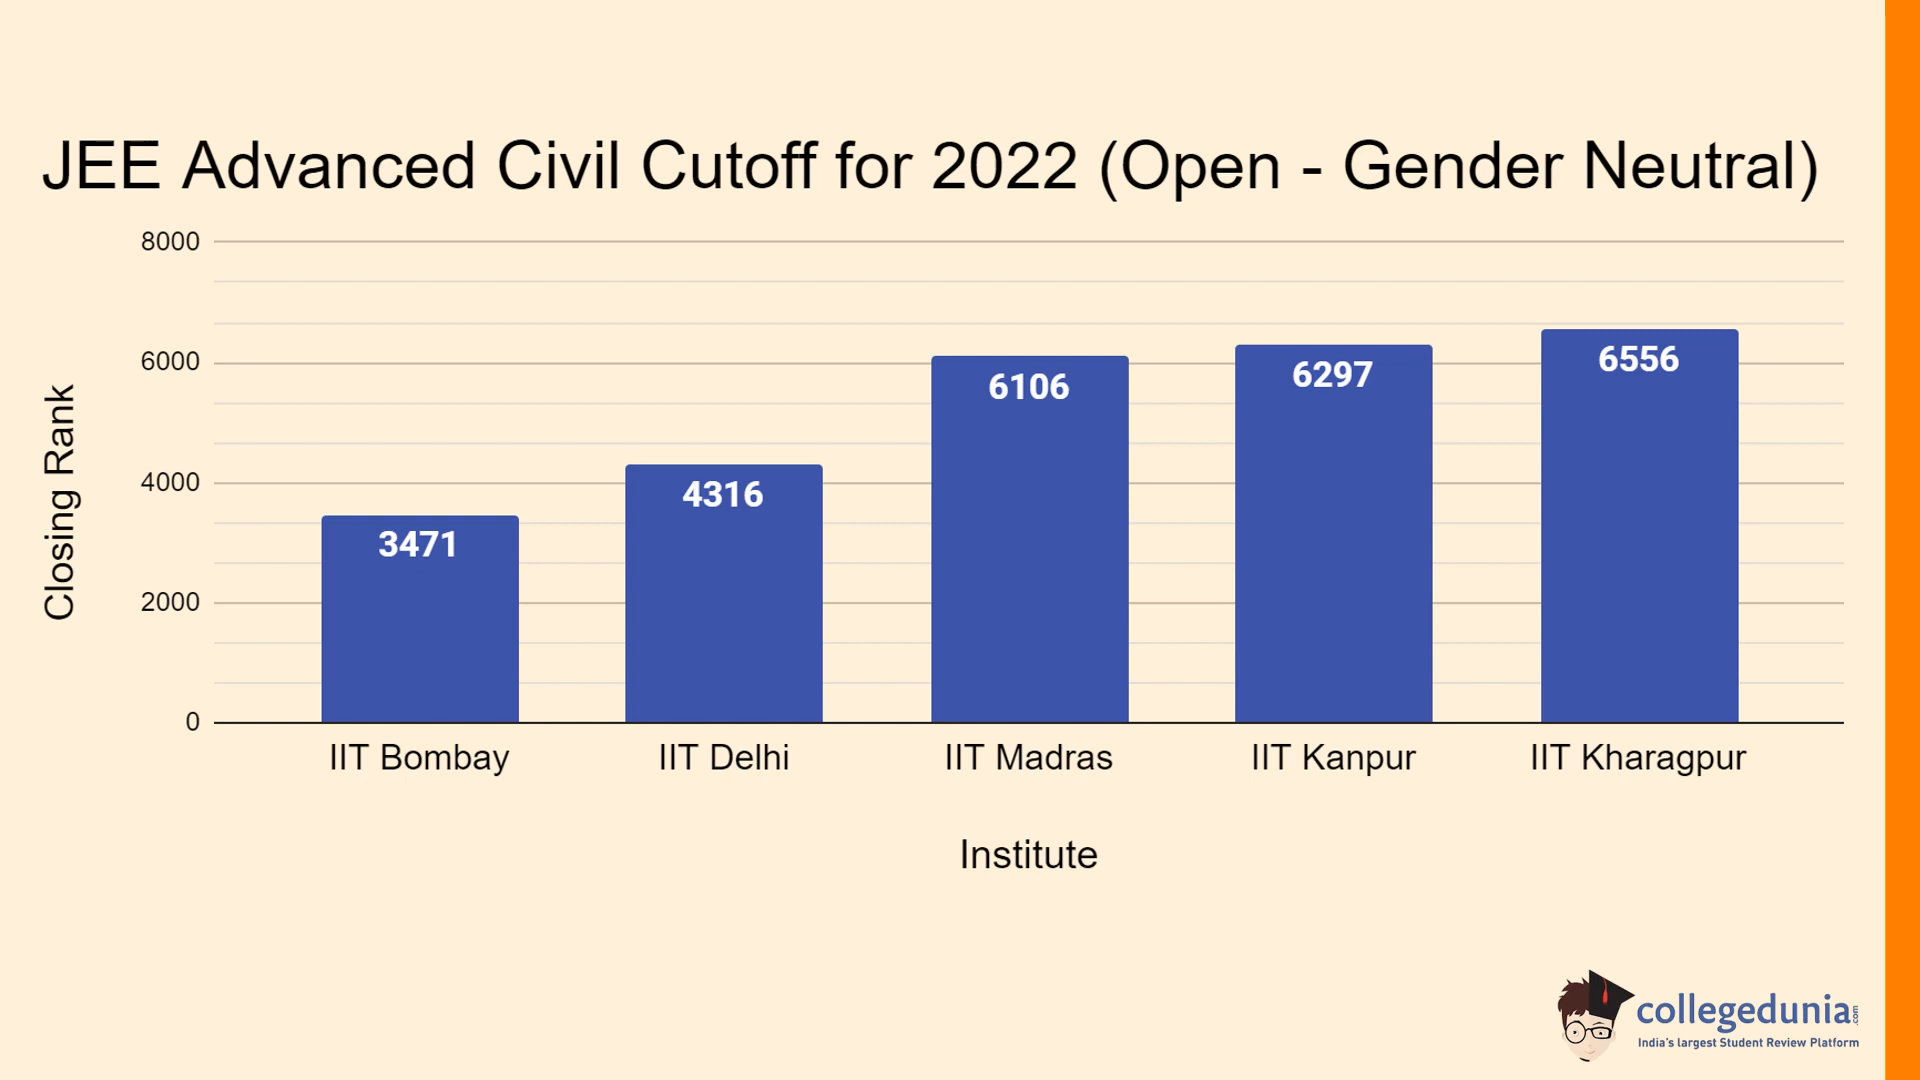 JEE Advanced Civil Cutoff for 2022 (Open - Gender Neutral)
8000
6000
4000
2000
0
Closing Rank
3471
4316
6106
6297
6556
IIT Bombay
IIT Delhi
IIT Madras
IIT Kanpur
IIT Kharagpur
Institute
collegedunia.com
India's largest Student Review Platform